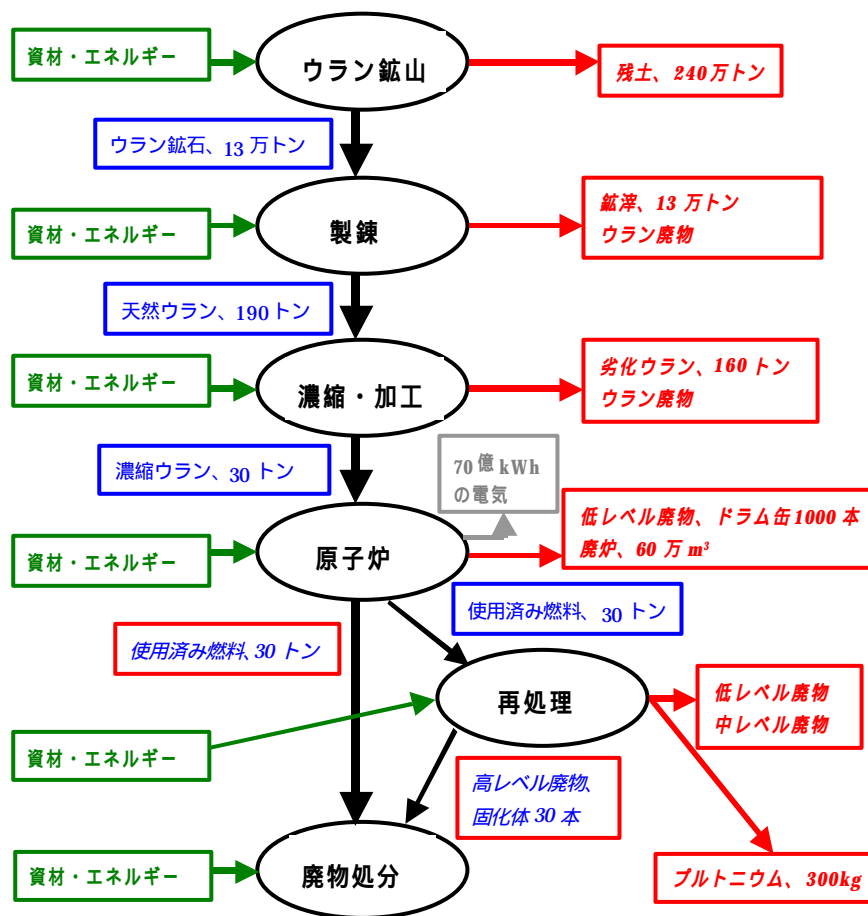 資材・エネルギー
ウラン鉱山
残土、240万トン
ウラン鉱石、13 万トン
資材・エネルギー
製錬
鉱滓、13 万トン
ウラン廃物
天然ウラン、190トン
資材・エネルギー
濃縮・加工
劣化ウラン、160 トン
ウラン廃物
濃縮ウラン、30 トン
70 億 kWh
の電気
資材・エネルギー
原子炉
低レベル廃物、ドラム缶 1000 本
廃炉、60 万 m³
使用済み燃料、30 トン
使用済み燃料、30 トン
再処理
低レベル廃物
中レベル廃物
資材・エネルギー
高レベル廃物、
固化体 30 本
資材・エネルギー
廃物処分
プルトニウム、300kg